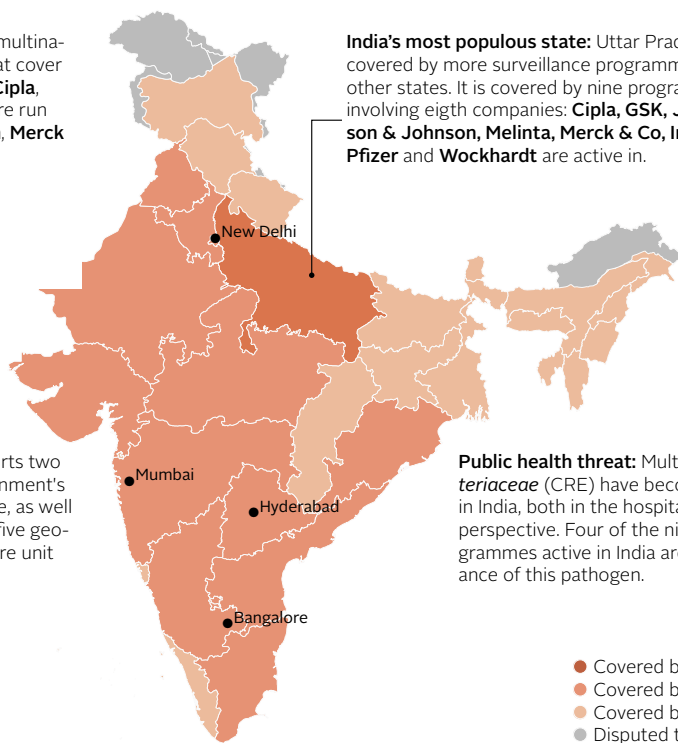 multina-
at cover
Cipla,
re run
, Merck
India's most populous state: Uttar Prad
covered by more surveillance programm
other states. It is covered by nine progra
involving eigth companies: Cipla, GSK, J
son & Johnson, Melinta, Merck & Co, In
Pfizer and Wockhardt are active in.
New Delhi
Mumbai
Hyderabad
Bangalore
rts two
nment's
e, as well
five geo-
re unit
Public health threat: Mult
teriaceae (CRE) have beco
in India, both in the hospita
perspective. Four of the ni
grammes active in India ar
ance of this pathogen.
Covered b
Covered b
Covered b
Disputed t